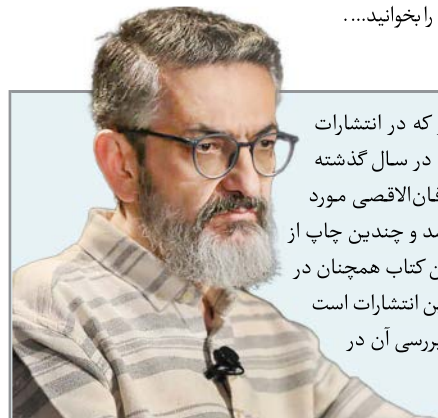 را بخوانید....
که در انتشارات
در سال گذشته
الاقصی مورد
و چندین چاپ از
کتاب همچنان در
انتشارات است
بررسی آن در